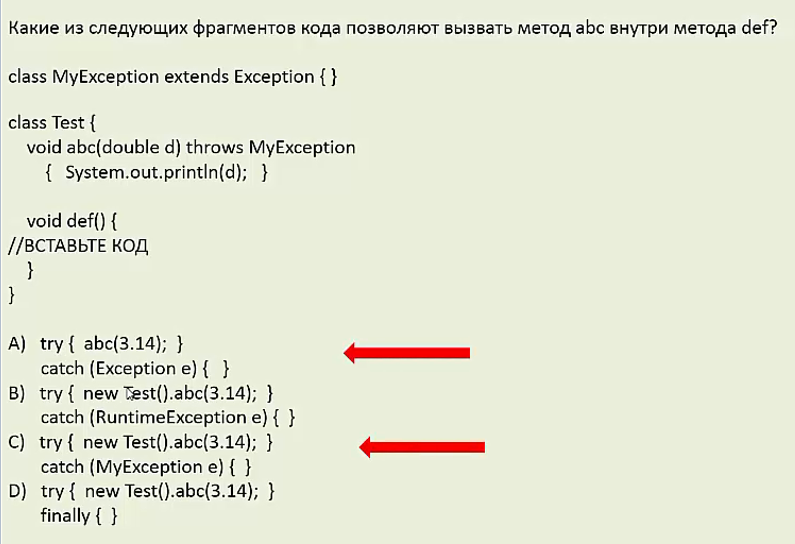 Какие из следующих фрагментов кода позволяют вызвать метод abc внутри метода def?
class MyException extends Exception { }
class Test {
void abc(double d) throws MyException
{ System.out.println(d); }
void def() {
//ВСТАВЬТЕ КОД
}
}
A) try { abc(3.14); }
catch (Exception e) { }
B) try { new Test().abc(3.14); }
catch (RuntimeException e) { }
C) try { new Test().abc(3.14); }
catch (MyException e) { }
D) try { new Test().abc(3.14); }
finally { }